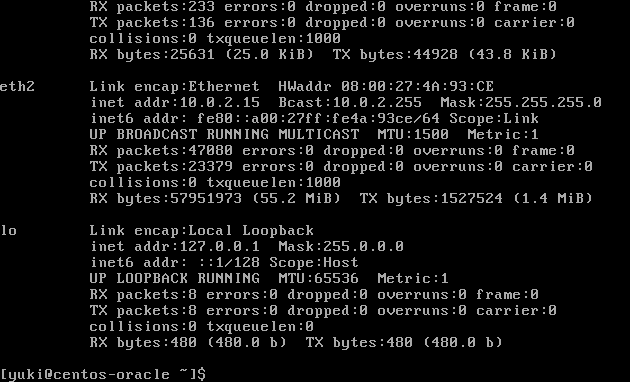 RX packets:233 errors:0 dropped:0 overruns:0 frame:0
TX packets:136 errors:0 dropped:0 overruns:0 carrier:0
collisions:0 txqueuelen:1000
RX bytes:25631 (25.0 KiB)  TX bytes:44928 (43.8 KiB)
eth2      Link encap:Ethernet  HWaddr 08:00:27:4A:93:CE
inet addr:10.0.2.15  Bcast:10.0.2.255  Mask:255.255.255.0
inet6 addr: fe80::a00:27ff:fe4a:93ce/64 Scope:Link
UP BROADCAST RUNNING MULTICAST  MTU:1500  Metric:1
RX packets:47080 errors:0 dropped:0 overruns:0 frame:0
TX packets:23379 errors:0 dropped:0 overruns:0 carrier:0
collisions:0 txqueuelen:1000
RX bytes:57951973 (55.2 MiB)  TX bytes:1527524 (1.4 MiB)
lo        Link encap:Local Loopback
inet addr:127.0.0.1  Mask:255.0.0.0
inet6 addr: ::1/128 Scope:Host
UP LOOPBACK RUNNING  MTU:65536  Metric:1
RX packets:8 errors:0 dropped:0 overruns:0 frame:0
TX packets:8 errors:0 dropped:0 overruns:0 carrier:0
collisions:0 txqueuelen:0
RX bytes:480 (480.0 b)  TX bytes:480 (480.0 b)
[yuki@centos-oracle ~]$